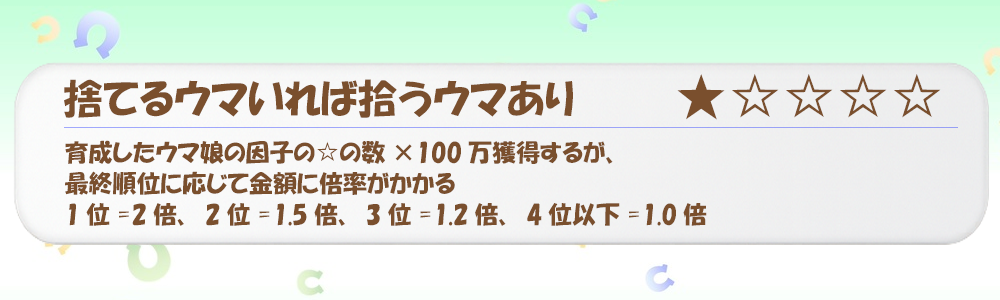 捨てるウマいれば拾うウマあり ★☆☆☆☆
育成したウマ娘の因子の☆の数×100万獲得するが、
最終順位に応じて金額に倍率がかかる
1位=2倍、2位=1.5倍、3位=1.2倍、4位以下=1.0倍